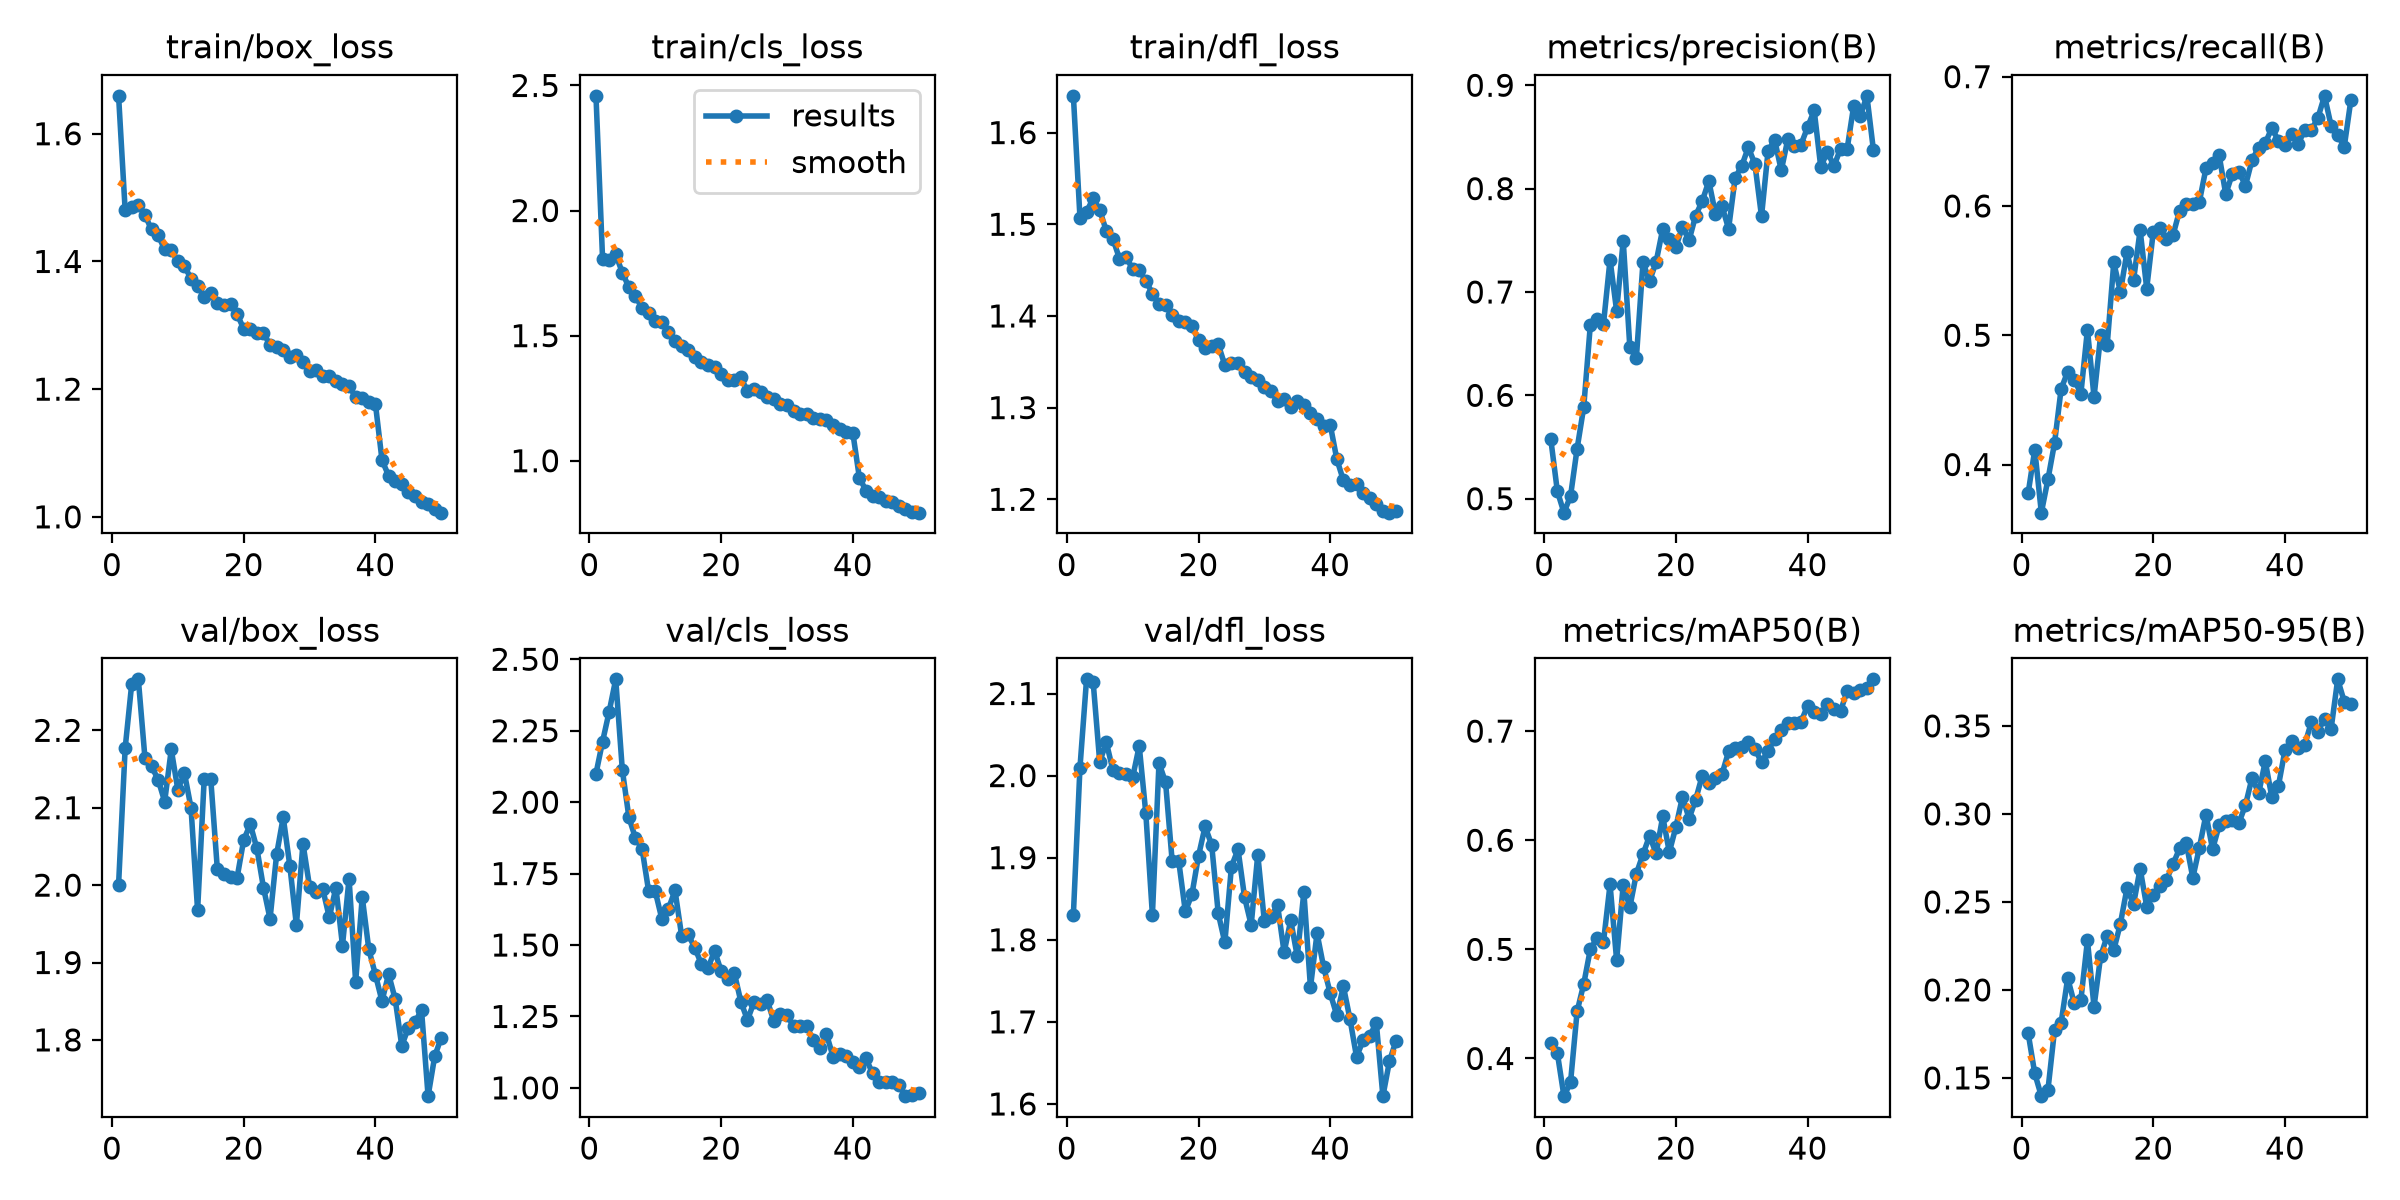 train/box_loss
1.6
1.4
1.2
1.0
0 20 40
train/cls_loss
2.5
2.0
1.5
1.0
results
smooth
0 20 40
train/dfl_loss
1.6
1.5
1.4
1.3
1.2
0 20 40
metrics/precision(B)
0.9
0.8
0.7
0.6
0.5
0 20 40
metrics/recall(B)
0.7
0.6
0.5
0.4
0 20 40
val/box_loss
2.2
2.1
2.0
1.9
1.8
0 20 40
val/cls_loss
2.50
2.25
2.00
1.75
1.50
1.25
1.00
0 20 40
val/dfl_loss
2.1
2.0
1.9
1.8
1.7
1.6
0 20 40
metrics/mAP50(B)
0.7
0.6
0.5
0.4
0 20 40
metrics/mAP50-95(B)
0.35
0.30
0.25
0.20
0.15
0 20 40